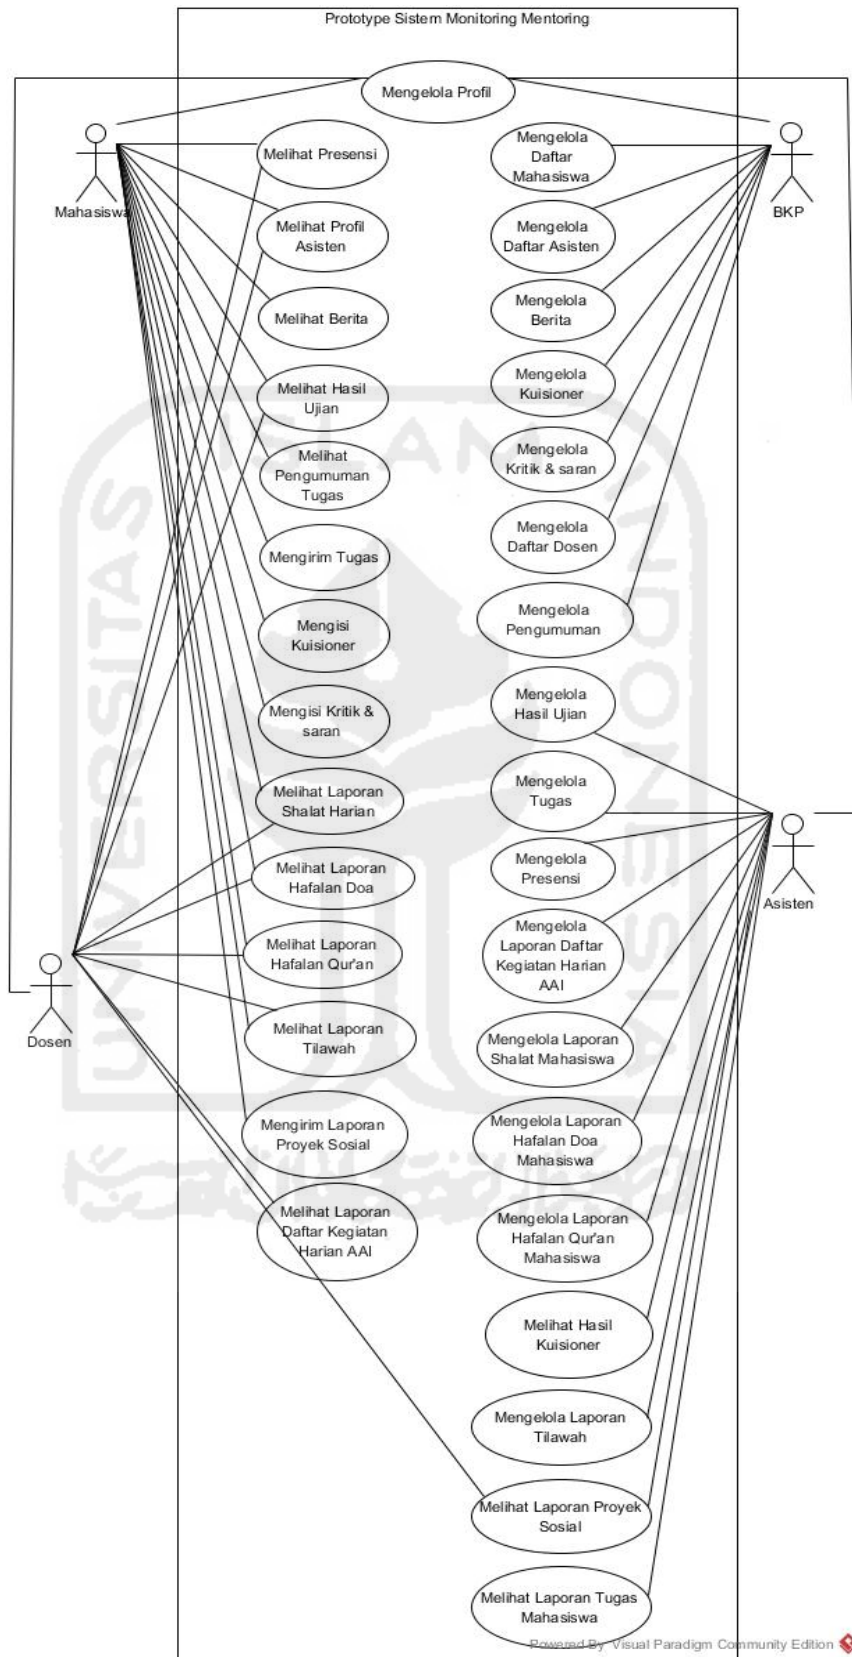 Prototype Sistem Monitoring Mentoring
Mengelola Profil
Mahasiswa
BKP
Melihat Presensi
Melihat Profil
Asisten
Melihat Berita
Melihat Hasil
Ujian
Melihat
Pengumuman
Tugas
Mengirim Tugas
Mengisi
Kuisioner
Mengisi Kritik &
saran
Melihat Laporan
Shalat Harian
Melihat Laporan
Hafalan Doa
Melihat Laporan
Hafalan Qur'an
Melihat Laporan
Tilawah
Mengirim Laporan
Proyek Sosial
Melihat Laporan
Daftar Kegiatan
Harian AAI
Dosen
Mengelola
Daftar
Mahasiswa
Mengelola
Daftar Asisten
Mengelola
Berita
Mengelola
Kuisioner
Mengelola
Kritik & saran
Mengelola
Daftar Dosen
Mengelola
Pengumuman
Mengelola
Hasil Ujian
Mengelola
Tugas
Mengelola
Presensi
Mengelola
Laporan Daftar
Kegiatan Harian
AAI
Mengelola Laporan
Shalat Mahasiswa
Mengelola Laporan
Hafalan Doa
Mahasiswa
Mengelola Laporan
Hafalan Qur'an
Mahasiswa
Melihat Hasil
Kuisioner
Mengelola Laporan
Tilawah
Melihat Laporan Proyek
Sosial
Melihat Laporan Tugas
Mahasiswa
Asisten
UNIVERSITAS
ISLAM
INDONESIA
Powered By Visual Paradigm Community Edition